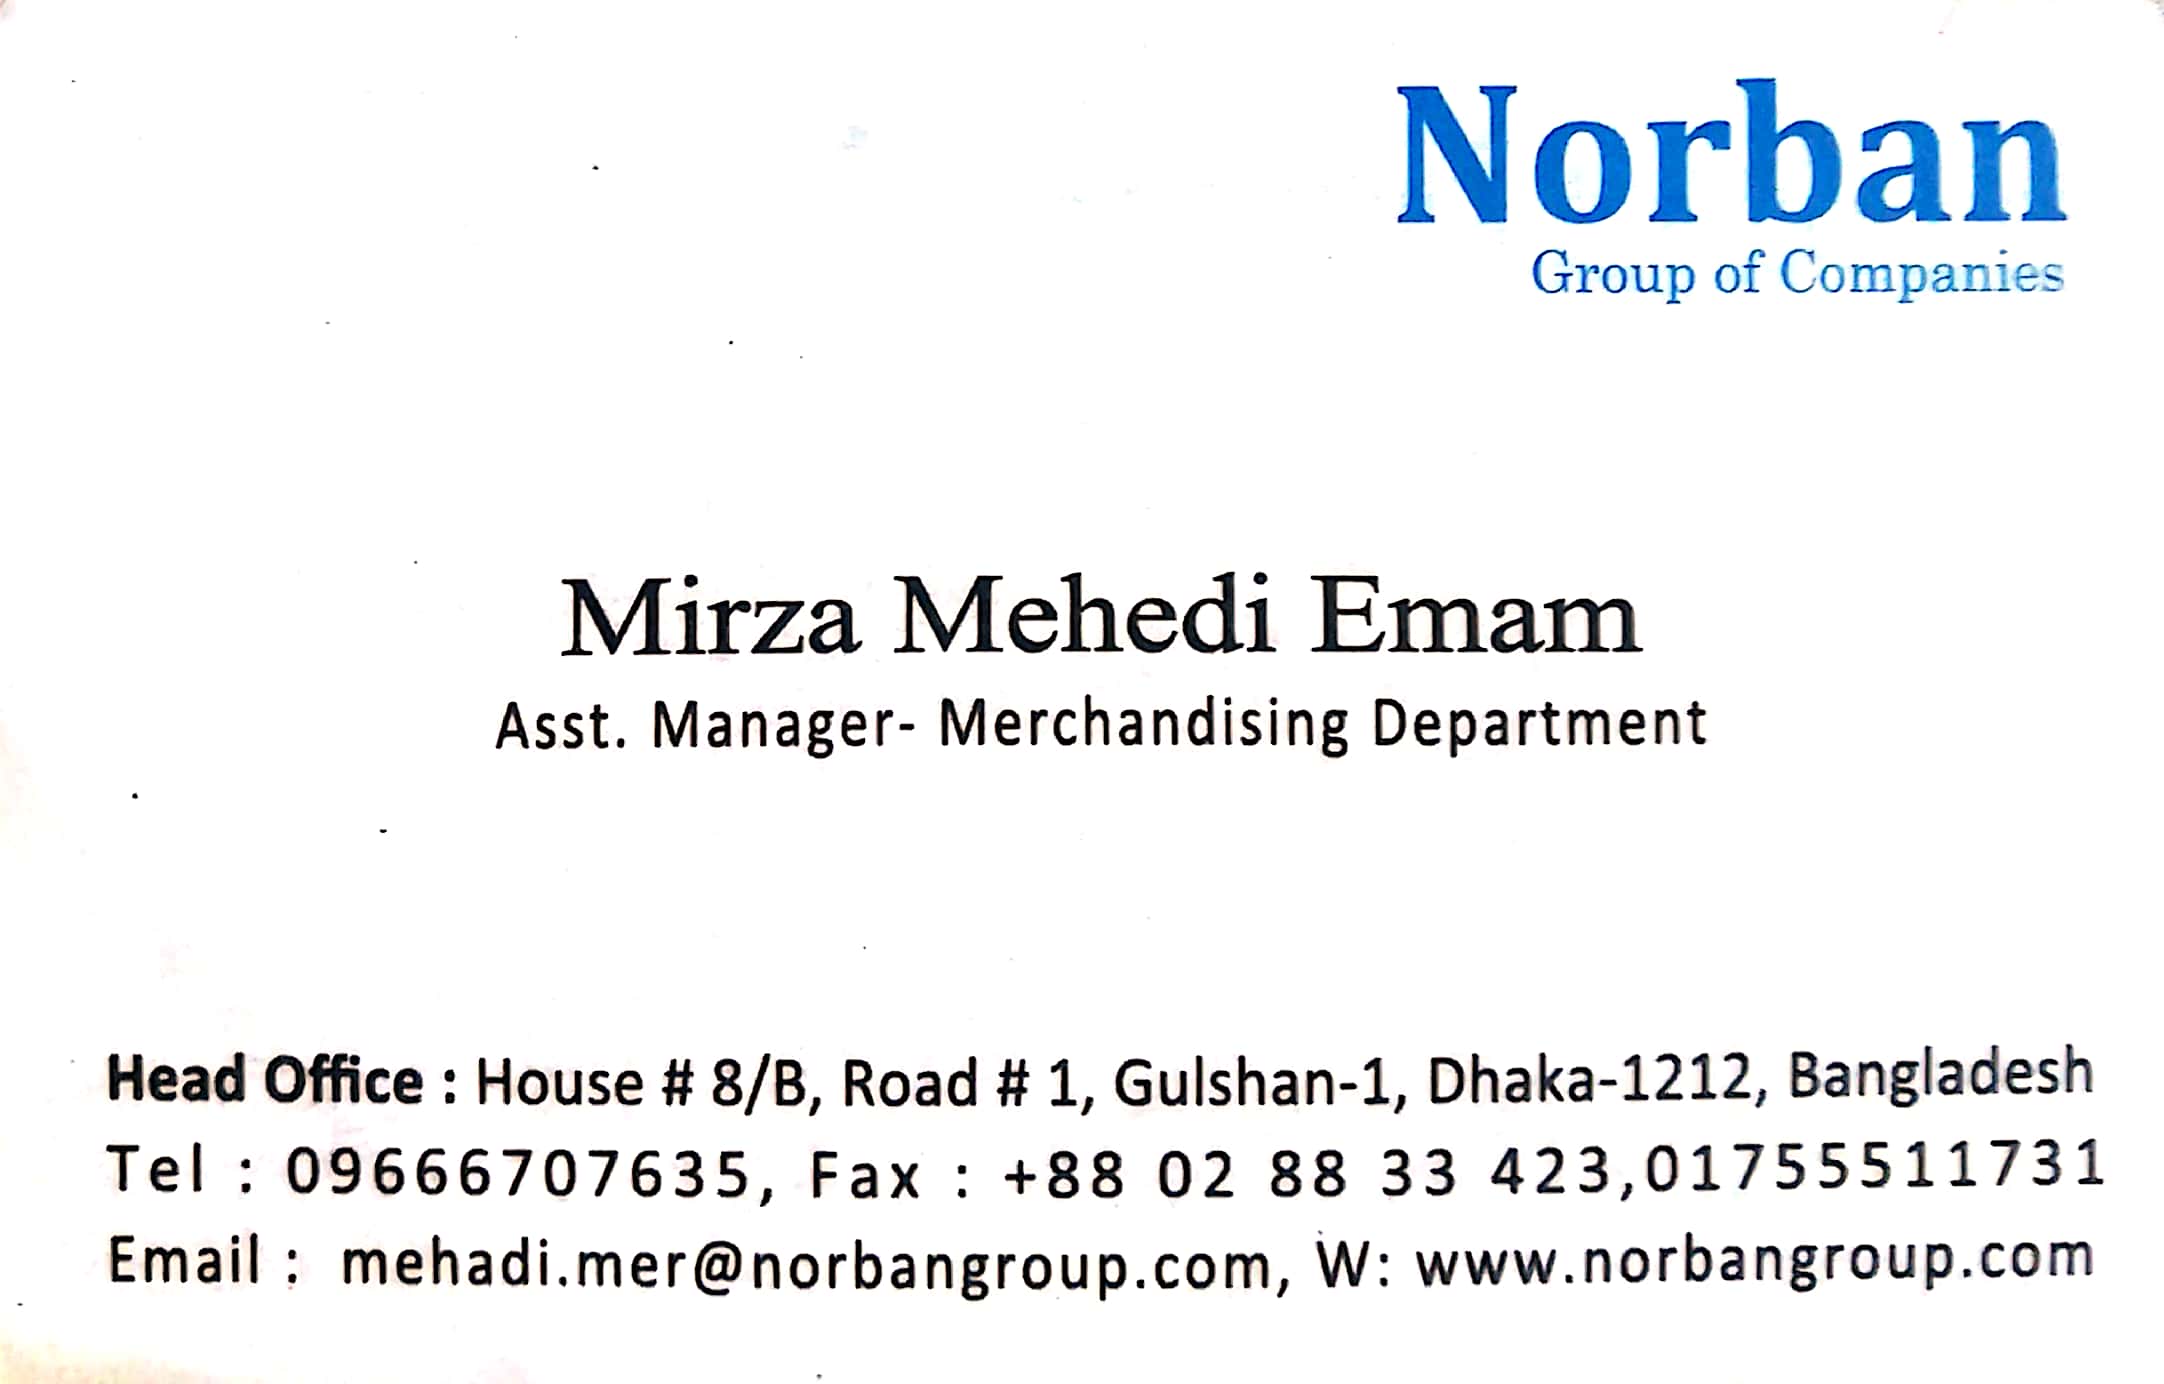 Norban
Group of Companies
Mirza Mehedi Emam
Asst. Manager- Merchandising Department
Head Office : House # 8/B, Road # 1, Gulshan-1, Dhaka-1212, Bangladesh
Tel : 09666707635, Fax : +88 02 88 33 423,01755511731
Email : mehadi.mer@norbangroup.com, W: www.norbangroup.com